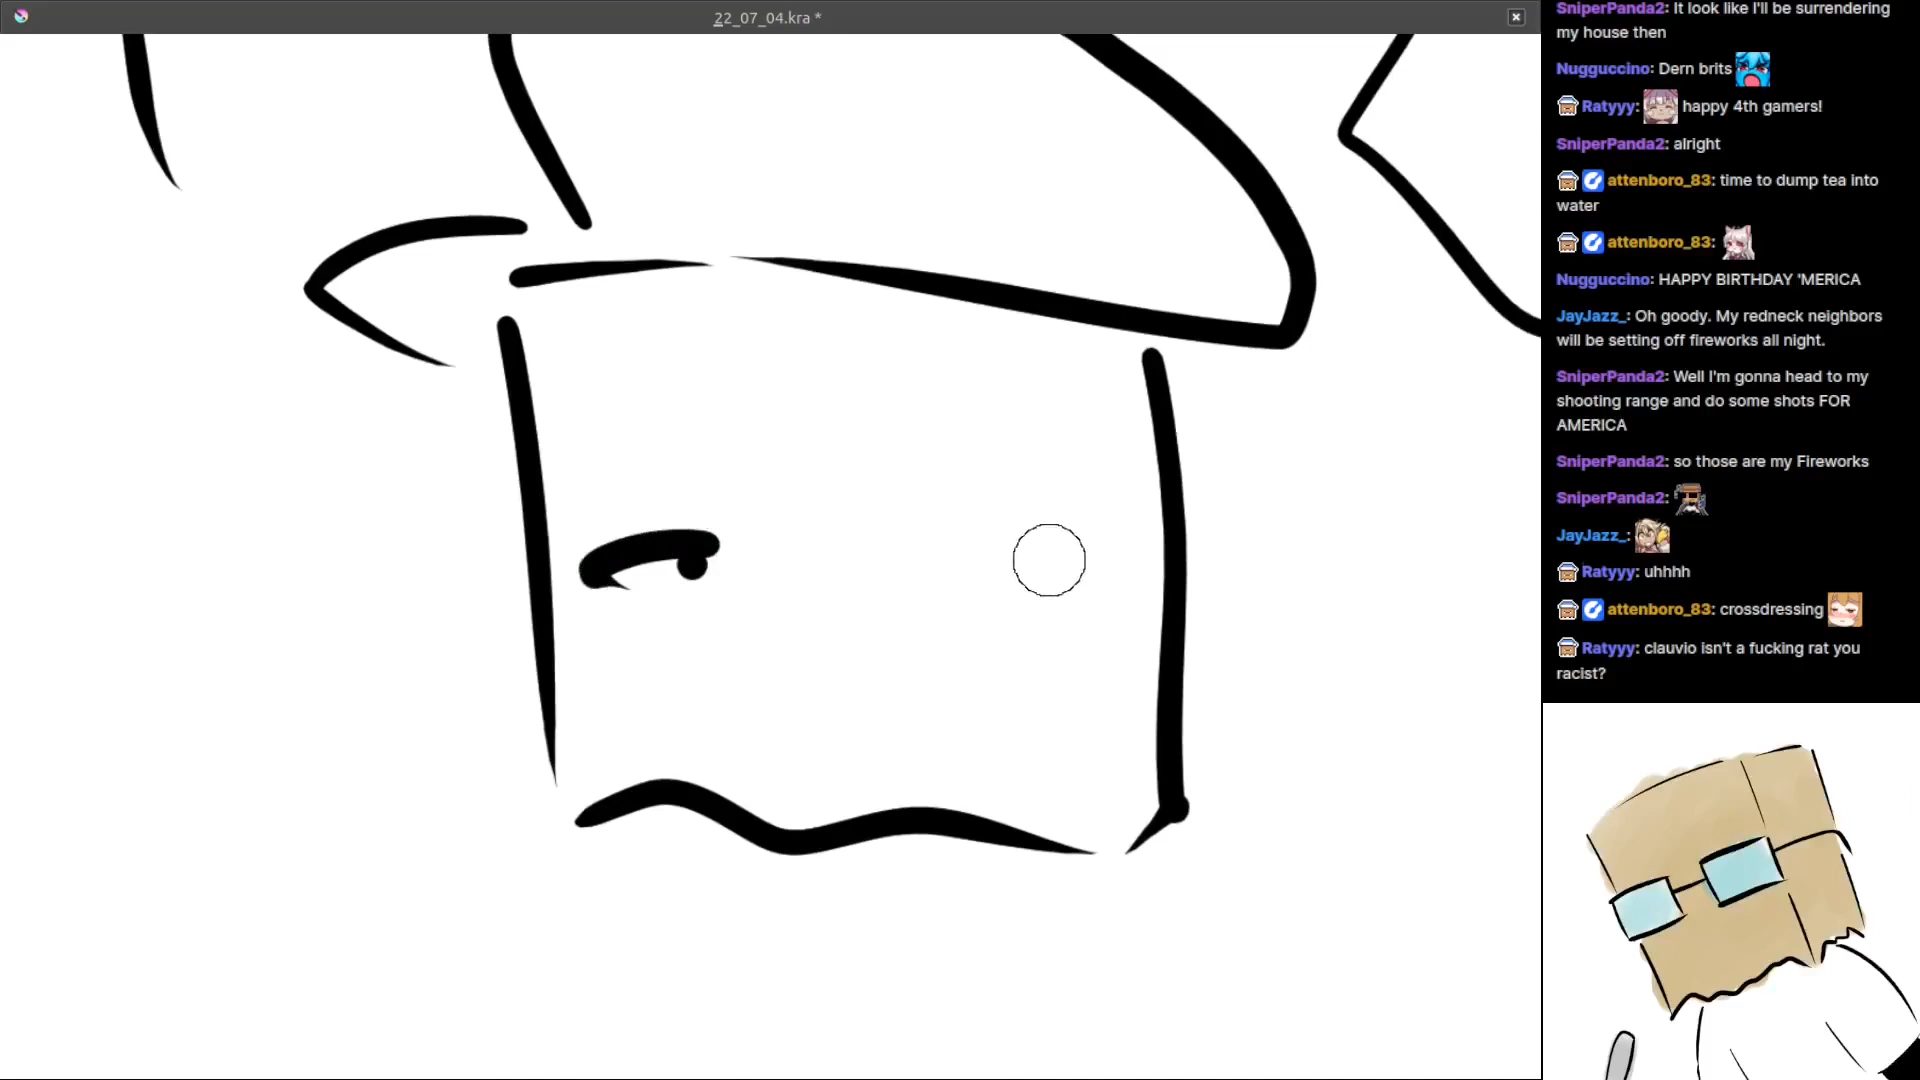 22_07_04.kra *
SniperPanda2: It look like I'll be surrendering
my house then
Nugguccino: Dern brits
Ratyyy: happy 4th gamers!
SniperPanda2: alright
attenboro_83: time to dump tea into
water
attenboro_83:
Nugguccino: HAPPY BIRTHDAY 'MERICA
JayJazz_: Oh goody. My redneck neighbors
will be setting off fireworks all night.
SniperPanda2: Well I'm gonna head to my
shooting range and do some shots FOR
AMERICA
SniperPanda2: so those are my Fireworks
SniperPanda2:
JayJazz_:
Ratyyy: uhhhh
attenboro_83: crossdressing
Ratyyy: clauvio isn't a fucking rat you
racist?